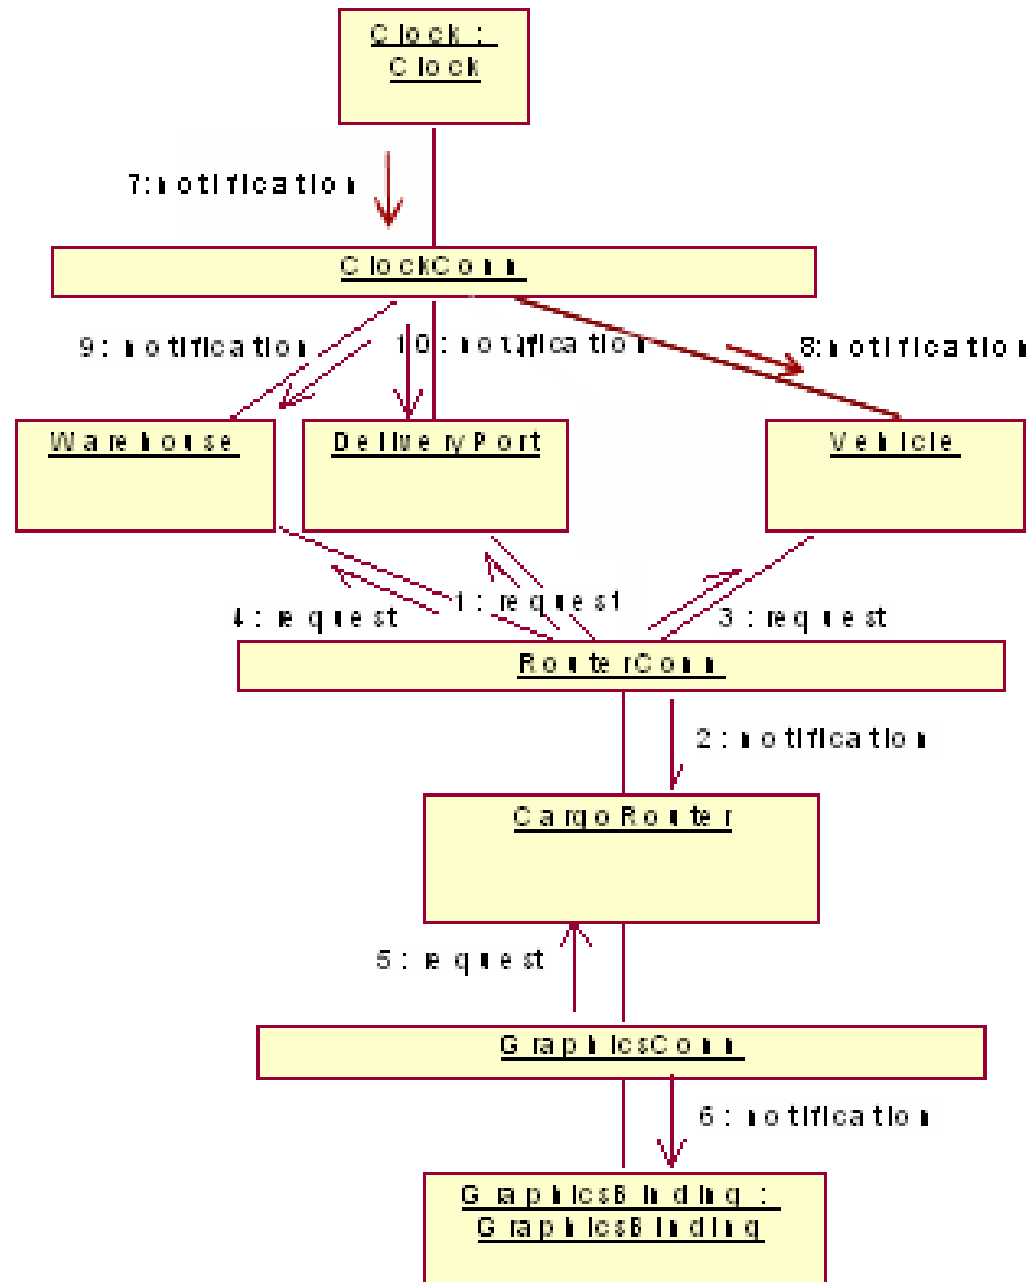 Clock :
Clock
7:notification
ClockConn
9: notification
10:notification
8:notification
Warehouse
DeliveryPort
Vehicle
4:request
1:request
3:request
RouterConn
2:notification
CargoRouter
5:request
GraphicsConn
6:notification
GraphicsBinding :
GraphicsBinding